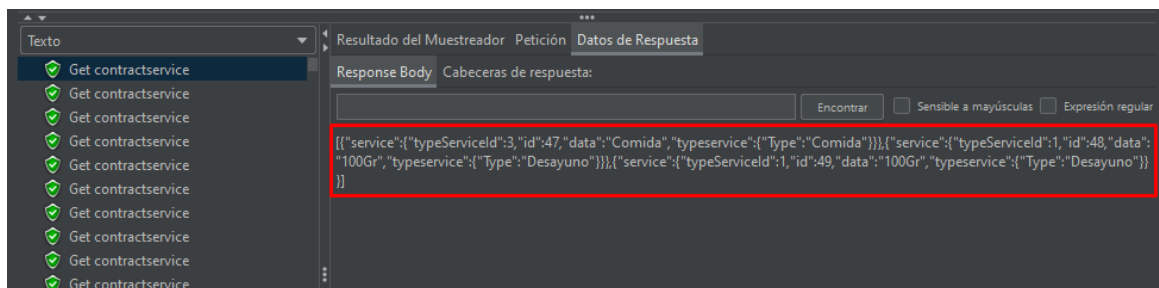 Texto
Get contractservice
Get contractservice
Get contractservice
Get contractservice
Get contractservice
Get contractservice
Get contractservice
Get contractservice
Get contractservice
Get contractservice
Resultado del Muestreador Petición Datos de Respuesta
Response Body Cabeceras de respuesta:
Encontrar Sensible a mayúsculas Expresión regular
[{"service":{"typeServiceId":3,"id":47,"data":"Comida","typeservice":{"Type":"Comida"}}},{"service":{"typeServiceId":1,"id":48,"data":
"100Gr","typeservice":{"Type":"Desayuno"}}},{"service":{"typeServiceId":1,"id":49,"data":"100Gr","typeservice":{"Type":"Desayuno"}}
}]